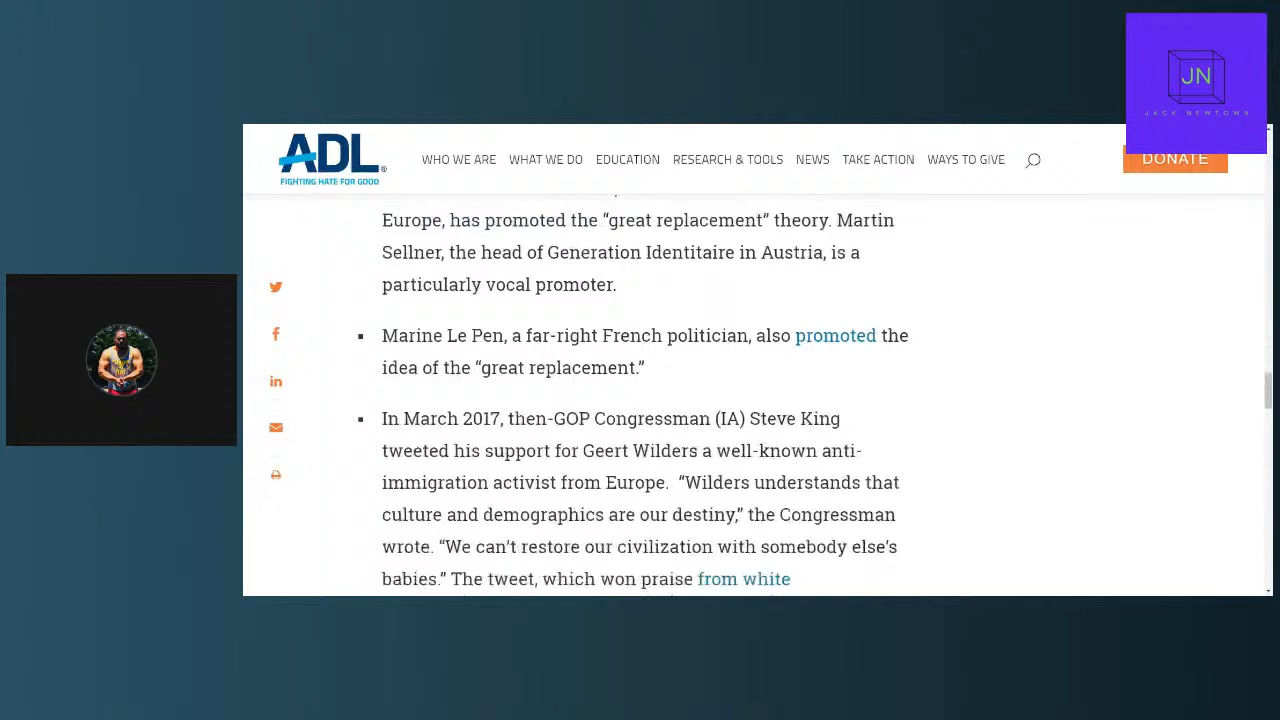 JN
JACK NEWTOWN
ADL
FIGHTING HATE FOR GOOD
WHO WE ARE WHAT WE DO EDUCATION RESEARCH & TOOLS NEWS TAKE ACTION WAYS TO GIVE
DONATE
Europe, has promoted the “great replacement” theory. Martin
Sellner, the head of Generation Identitaire in Austria, is a
particularly vocal promoter.
▪ Marine Le Pen, a far-right French politician, also promoted the
idea of the “great replacement.”
▪ In March 2017, then-GOP Congressman (IA) Steve King
tweeted his support for Geert Wilders a well-known anti-
immigration activist from Europe.  “Wilders understands that
culture and demographics are our destiny,” the Congressman
wrote. “We can’t restore our civilization with somebody else’s
babies.” The tweet, which won praise from white